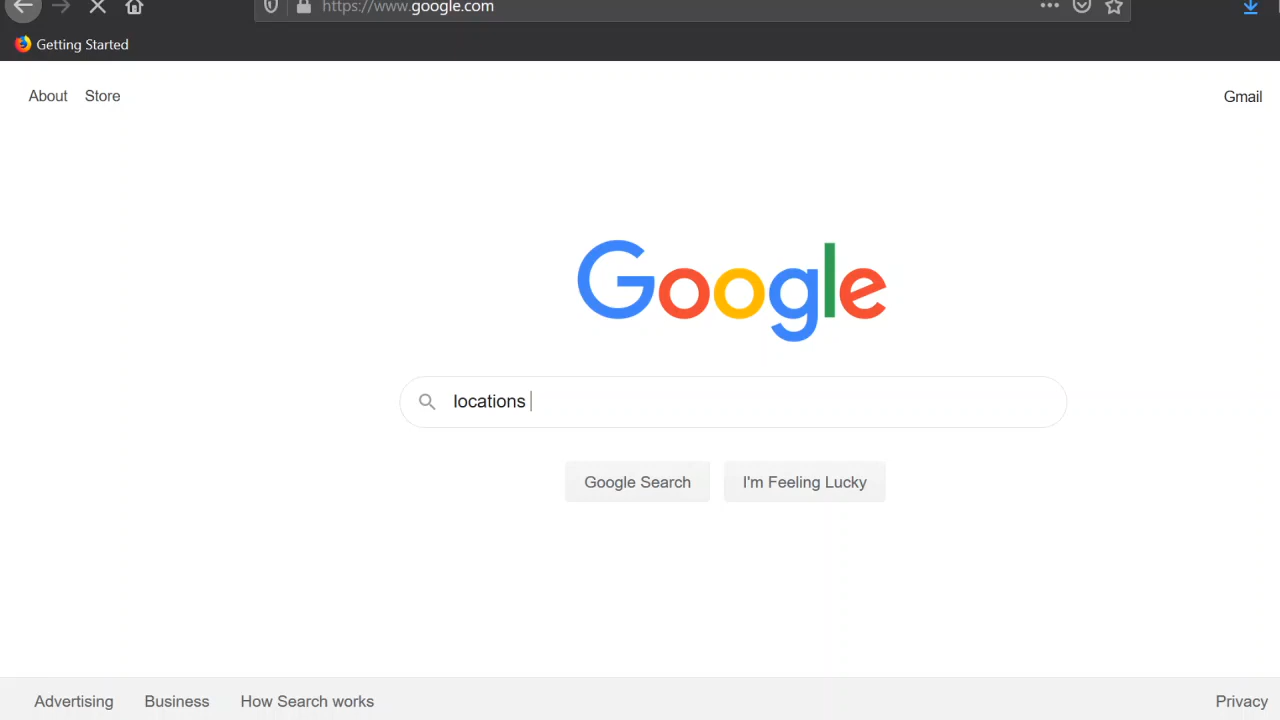 https://www.google.com
Getting Started
About Store
Gmail
Google
locations
Google Search
I'm Feeling Lucky
Advertising Business How Search works
Privacy